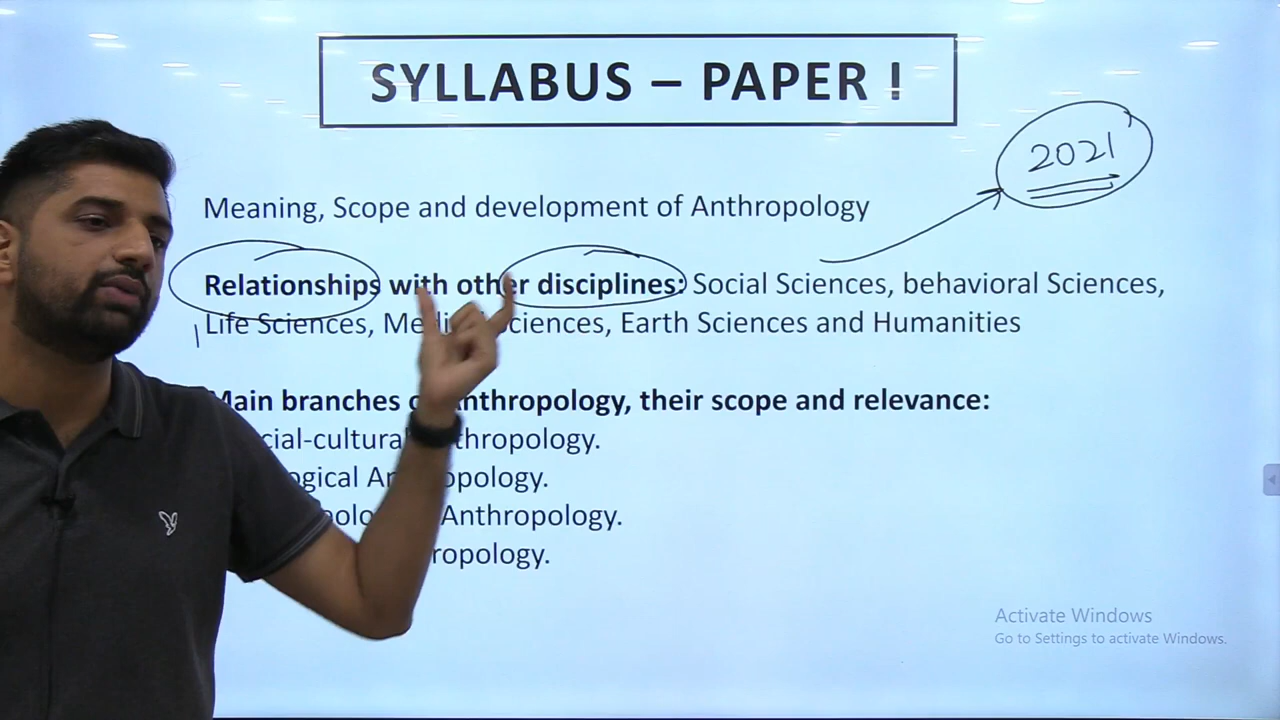 SYLLABUS – PAPER I
2021
Meaning, Scope and development of Anthropology
Relationships with other disciplines: Social Sciences, behavioral Sciences,
Life Sciences, Sciences, Earth Sciences and Humanities
Main branches Anthropology, their scope and relevance:
Activate Windows
Go to Settings to activate Windows.